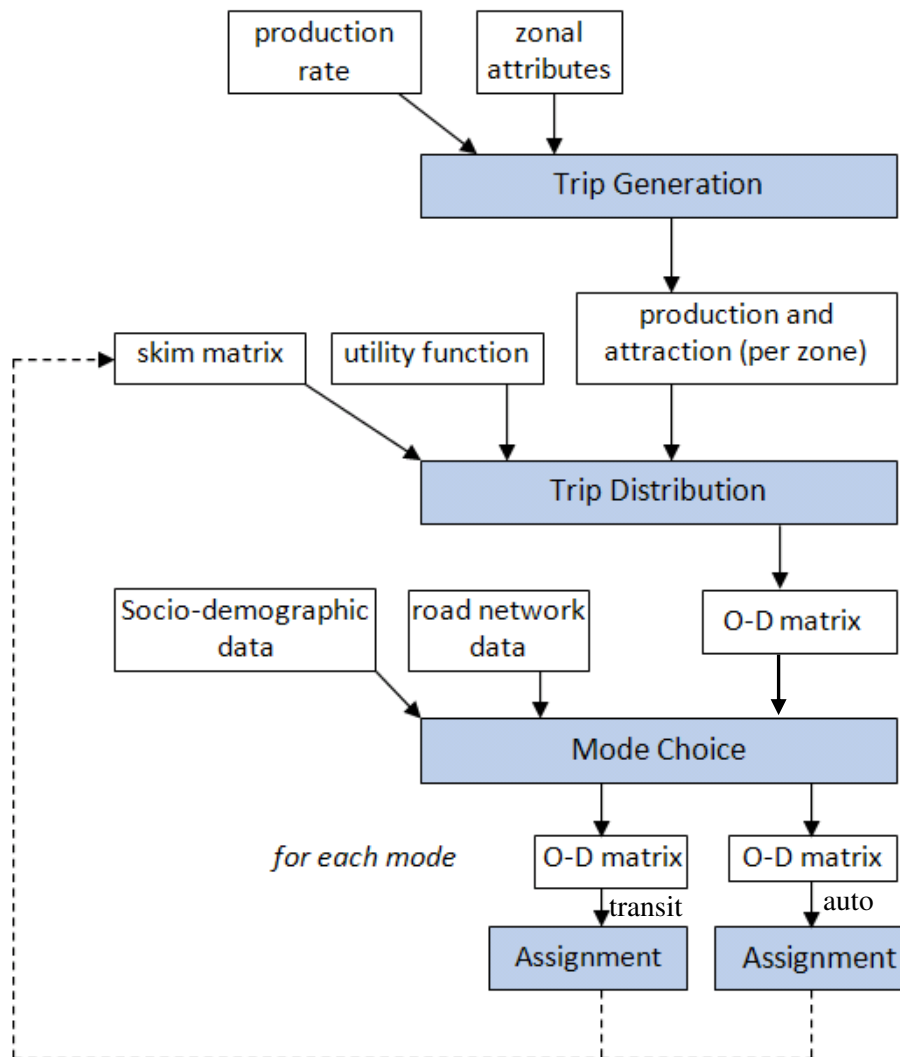 production
rate
zonal
attributes
Trip Generation
production and
attraction (per zone)
skim matrix
utility function
Trip Distribution
Socio-demographic
data
road network
data
O-D matrix
Mode Choice
for each mode
O-D matrix
O-D matrix
transit
auto
Assignment
Assignment